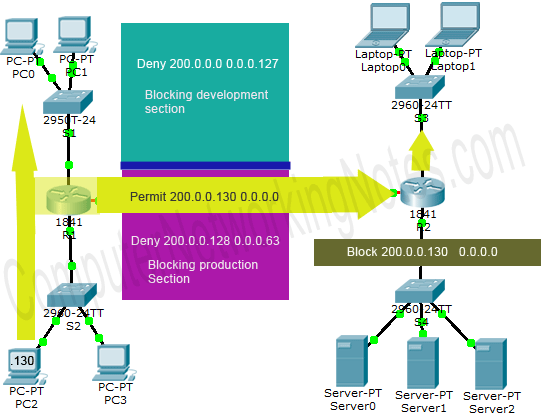 PC-PT
PC0
PC-PT
PC1
2950T-24
S1
Deny 200.0.0.0 0.0.0.127
Blocking development
section
Laptop-PT
Laptop0
Laptop-PT
Laptop1
2960-24TT
S3
1841
R1
Permit 200.0.0.130 0.0.0.0
1841
R2
Deny 200.0.0.128 0.0.0.63
Blocking production
Section
Block 200.0.0.130 0.0.0.0
2960-24TT
S2
2960-24TT
S4
.130
PC-PT
PC2
PC-PT
PC3
Server-PT
Server0
Server-PT
Server1
Server-PT
Server2
ComputerNetworkingNotes.com